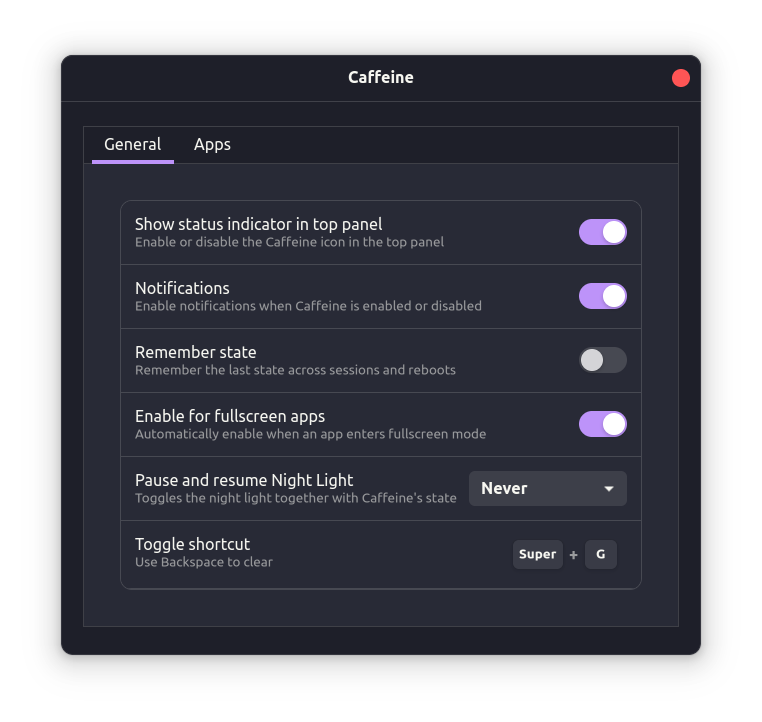 Caffeine
General Apps
Show status indicator in top panel
Enable or disable the Caffeine icon in the top panel
Notifications
Enable notifications when Caffeine is enabled or disabled
Remember state
Remember the last state across sessions and reboots
Enable for fullscreen apps
Automatically enable when an app enters fullscreen mode
Pause and resume Night Light
Toggles the night light together with Caffeine's state
Never
Toggle shortcut
Use Backspace to clear
Super + G